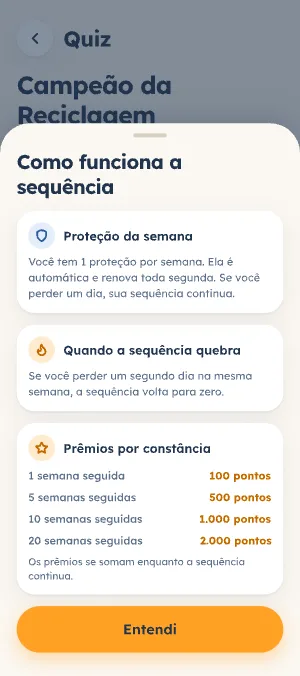 Quiz
Campeão da
Reciclagem
Como funciona a
sequência
Proteção da semana
Você tem 1 proteção por semana. Ela é
automática e renova toda segunda. Se você
perder um dia, sua sequência continua.
Quando a sequência quebra
Se você perder um segundo dia na mesma
semana, a sequência volta para zero.
Prêmios por constância
1 semana seguida 100 pontos
5 semanas seguidas 500 pontos
10 semanas seguidas 1.000 pontos
20 semanas seguidas 2.000 pontos
Os prêmios se somam enquanto a sequência
continua.
Entendi